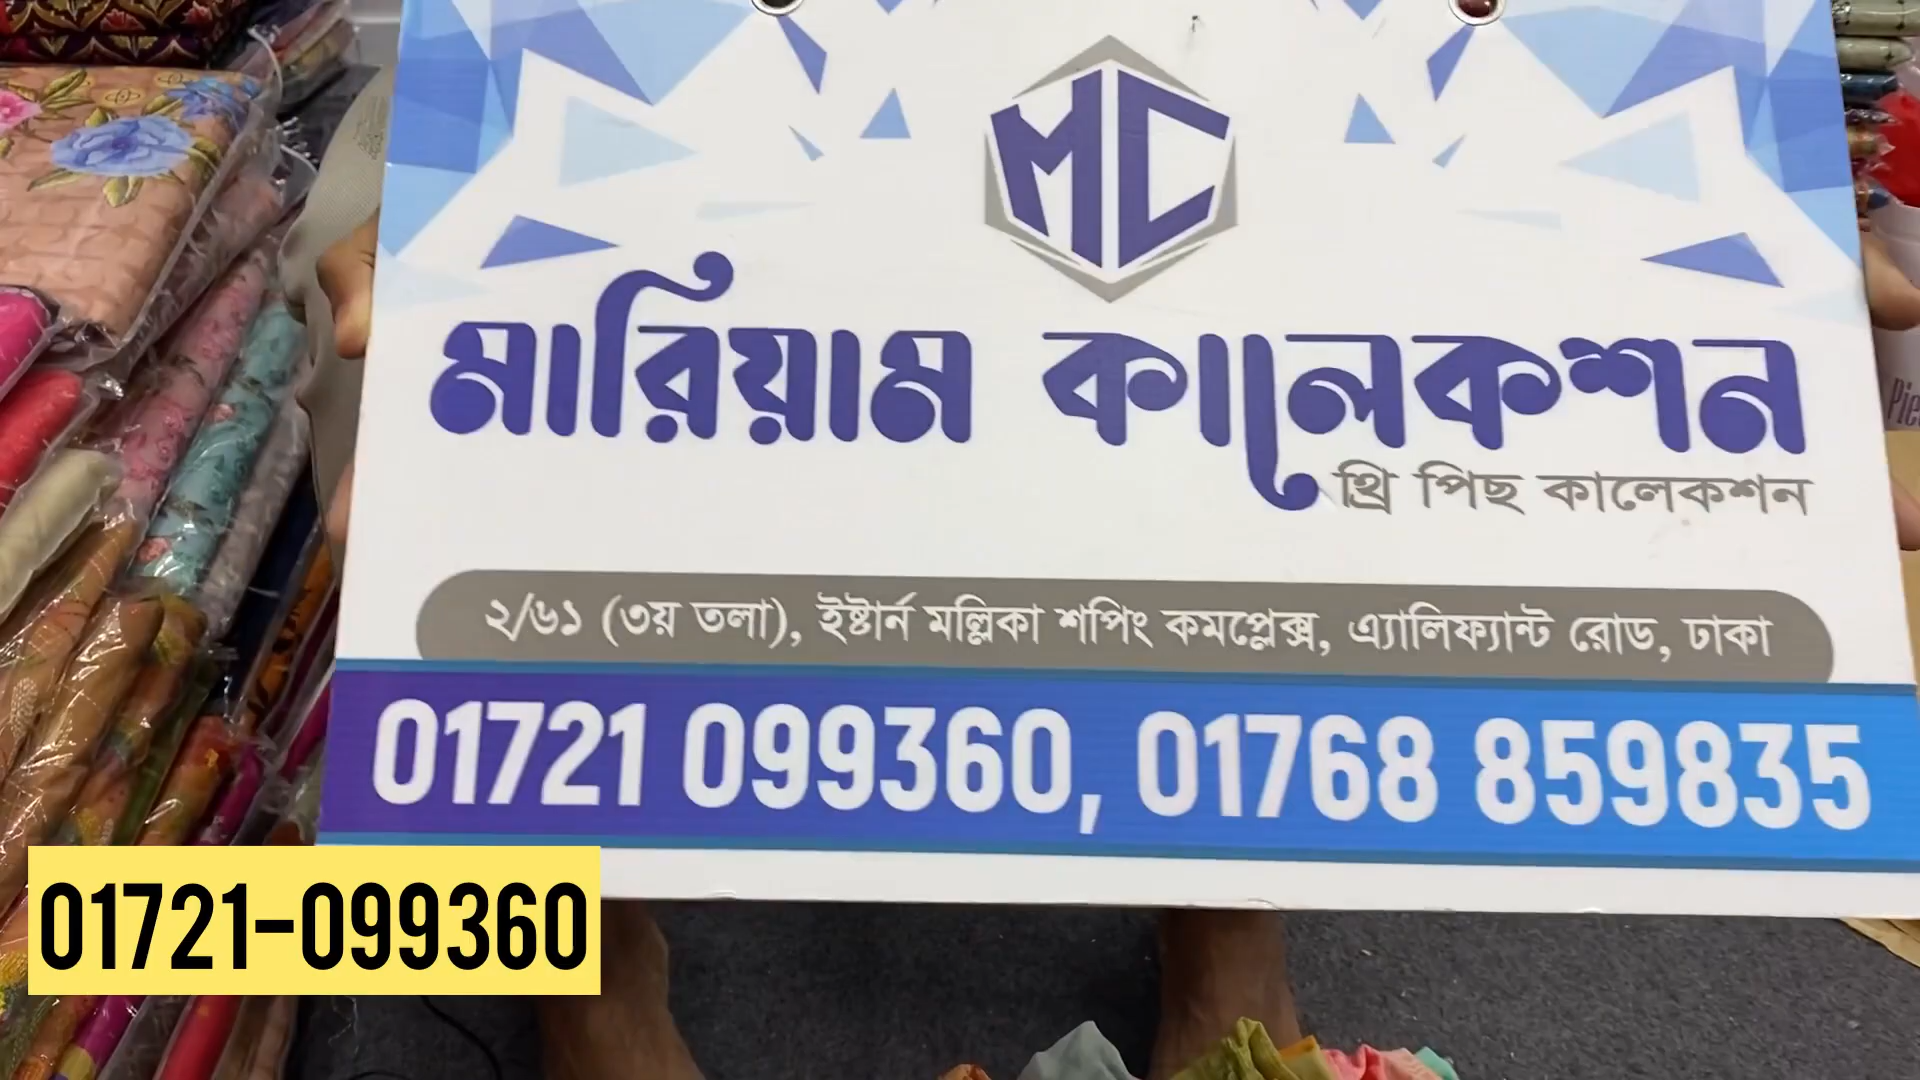 MC
মারিয়াম কালেকশন
থ্রি পিছ কালেকশন
২/৬১ (৩য় তলা), ইষ্টার্ন মল্লিকা শপিং কমপ্লেক্স, এ্যালিফ্যান্ট রোড, ঢাকা
01721 099360, 01768 859835
01721-099360